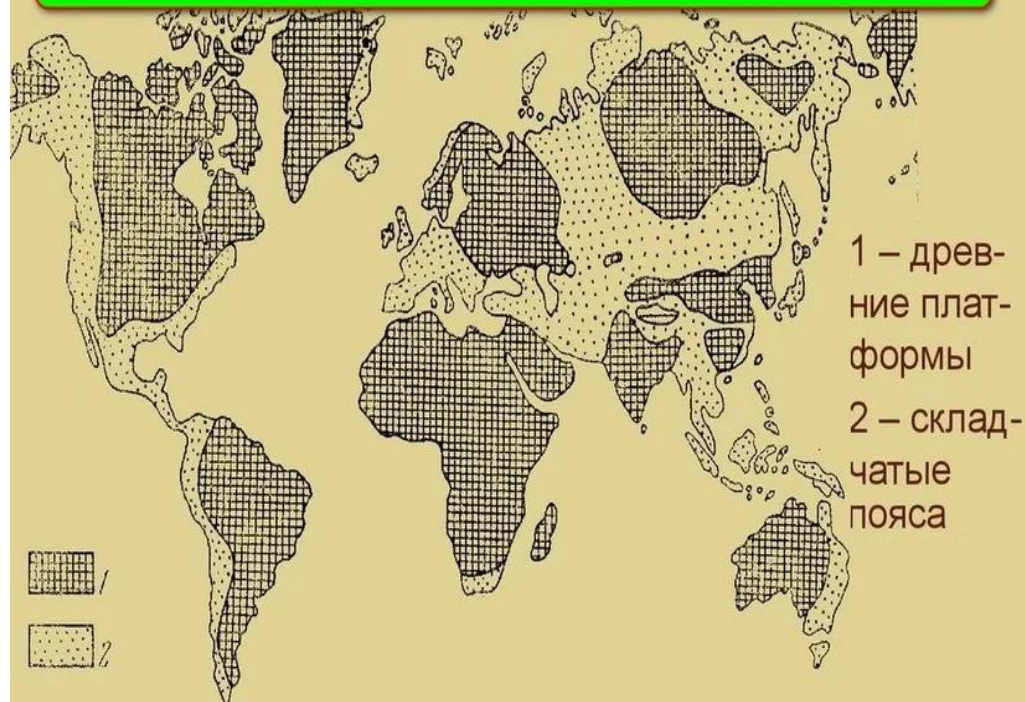 1 – древ-
ние плат-
формы
2 – склад-
чатые
пояса
1
2